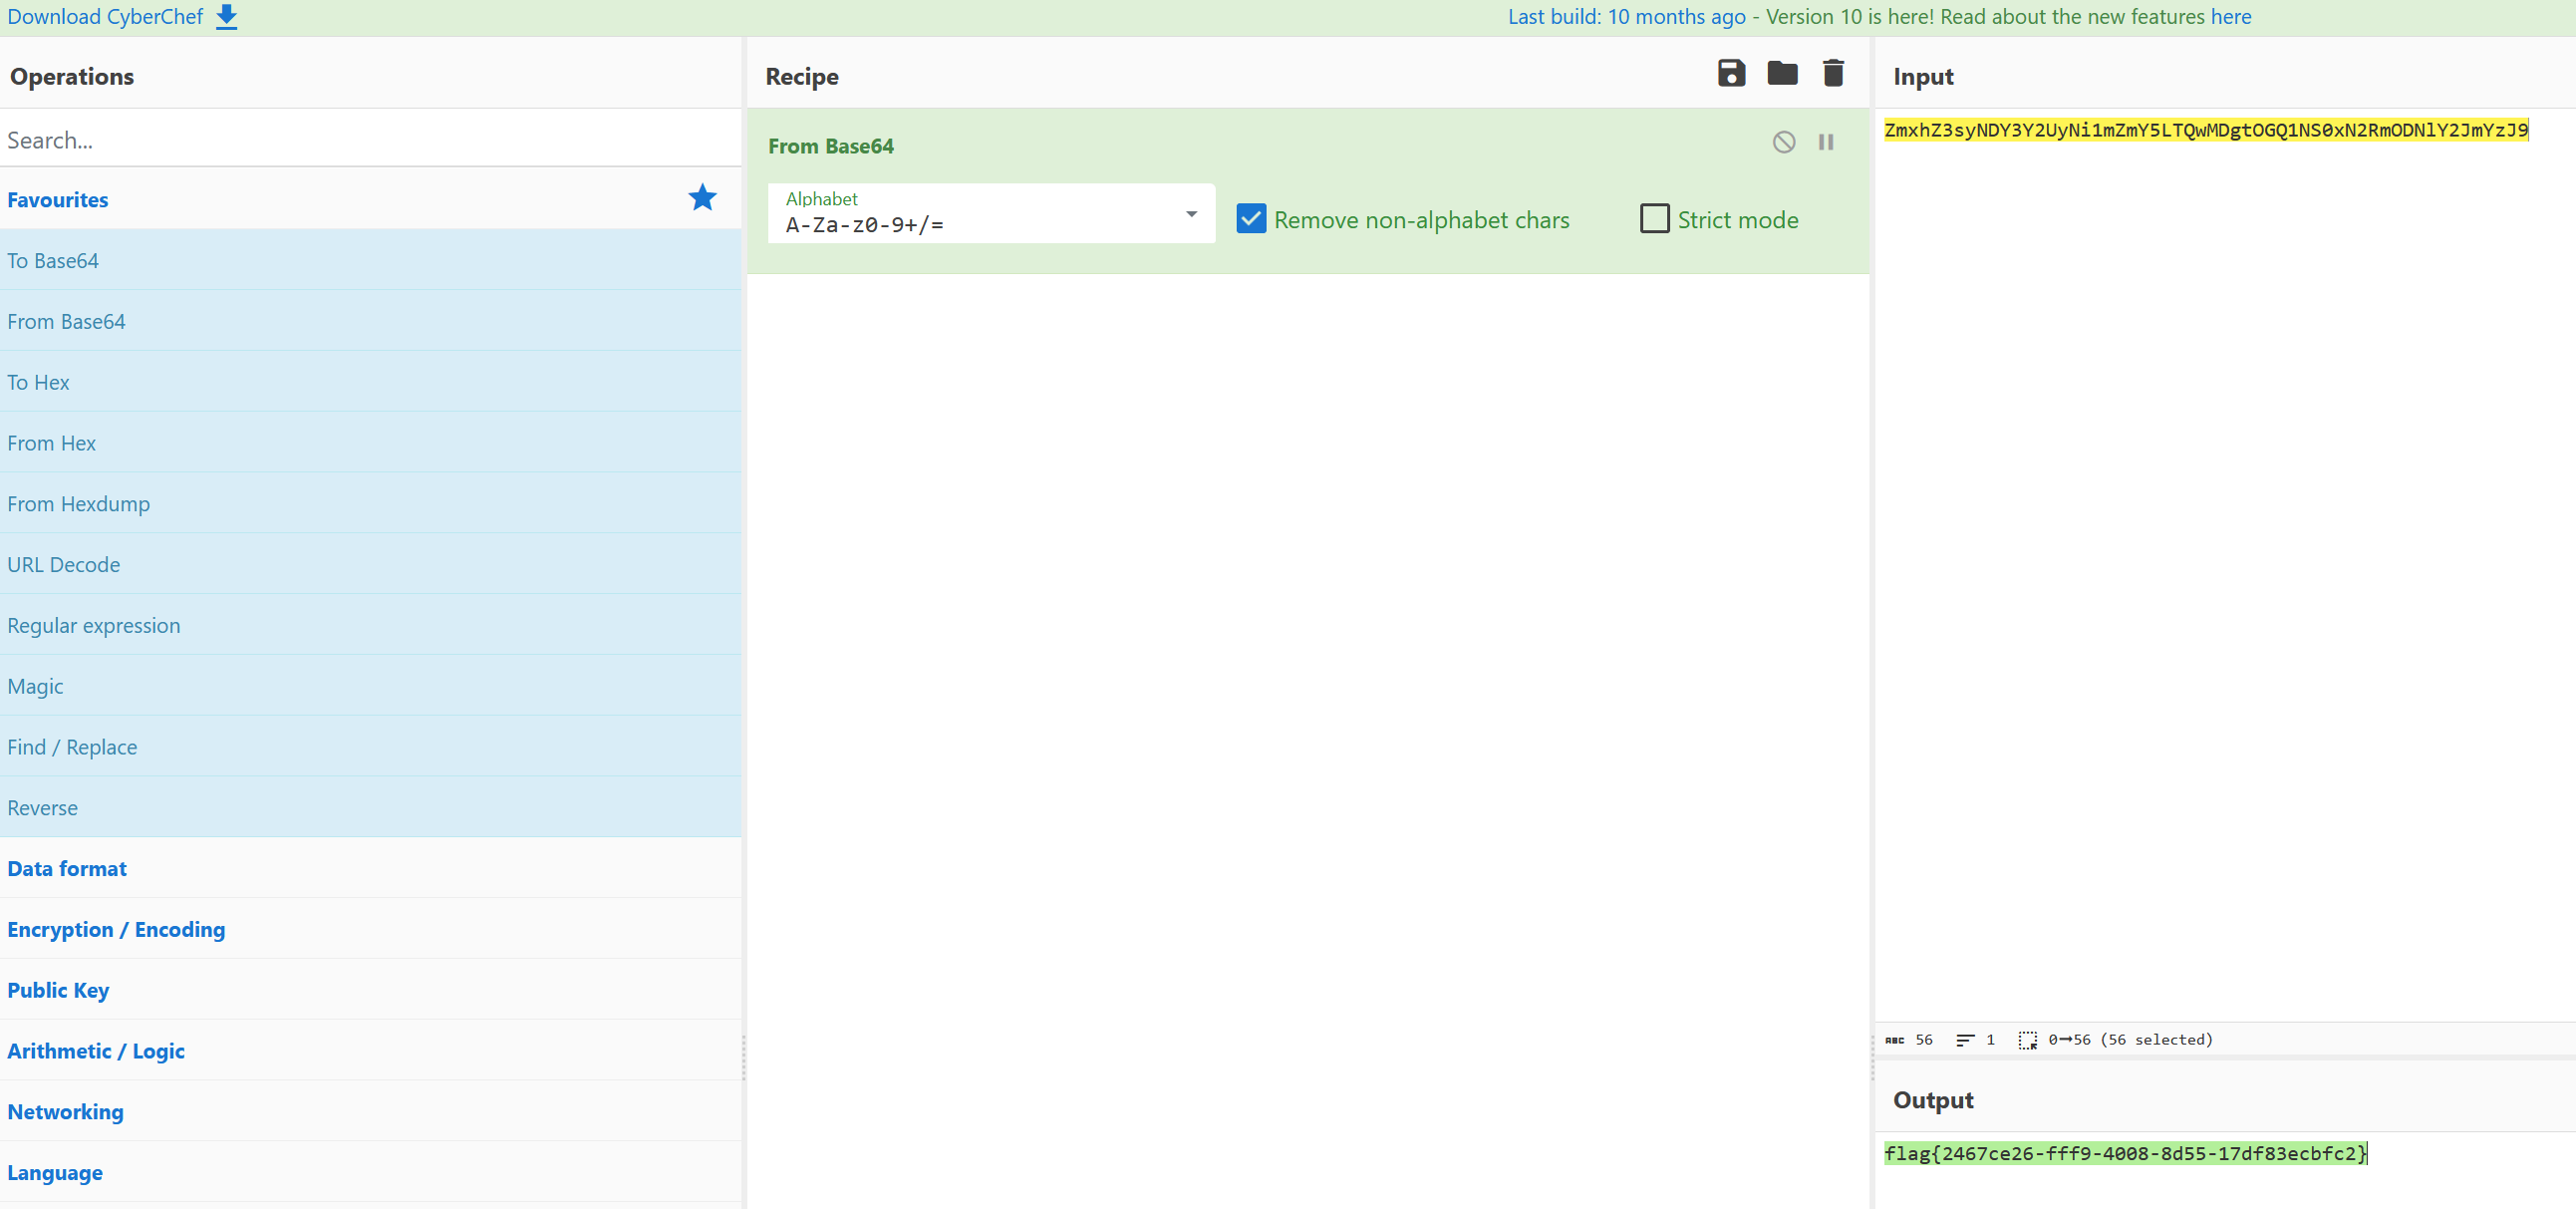 Download CyberChef
Last build: 10 months ago - Version 10 is here! Read about the new features here
Operations
Search...
Favourites
To Base64
From Base64
To Hex
From Hex
From Hexdump
URL Decode
Regular expression
Magic
Find / Replace
Reverse
Data format
Encryption / Encoding
Public Key
Arithmetic / Logic
Networking
Language
Recipe
From Base64
Alphabet
A-Za-z0-9+/=
Remove non-alphabet chars
Strict mode
Input
ZmxhZ3syNDY3Y2UyNi1mZmY5LTQwMDgtOGQ1NS0xN2RmODNlY2JmYzJ9
ABC 56
1
0→56 (56 selected)
Output
flag{2467ce26-fff9-4008-8d55-17df83ecbfc2}